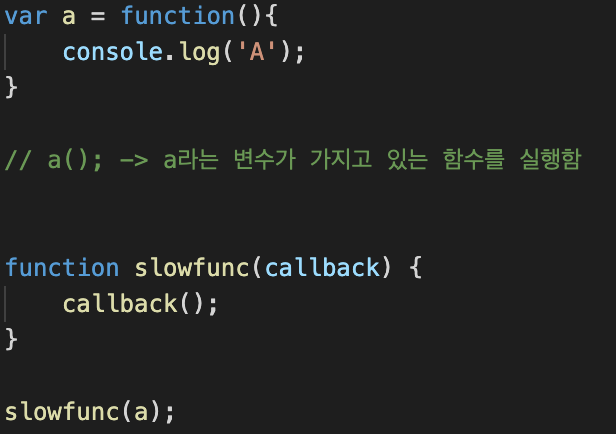 var a = function(){
    console.log('A');
}
// a(); -> a라는 변수가 가지고 있는 함수를 실행함
function slowfunc(callback) {
    callback();
}
slowfunc(a);